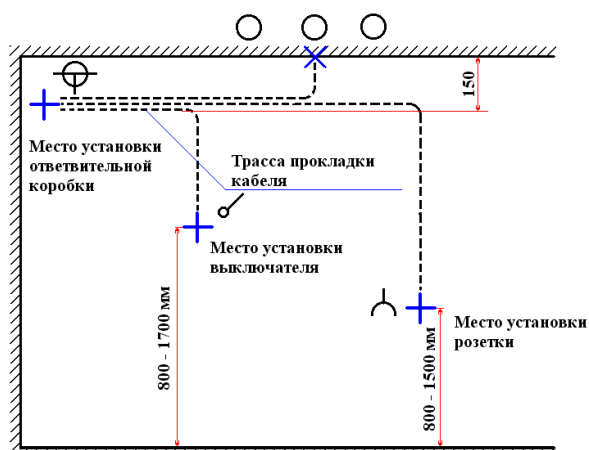 150
Место установки
ответвительной
коробки
Трасса прокладки
кабеля
Место установки
выключателя
800 - 1700 мм
Место установки
розетки
800 - 1500 мм